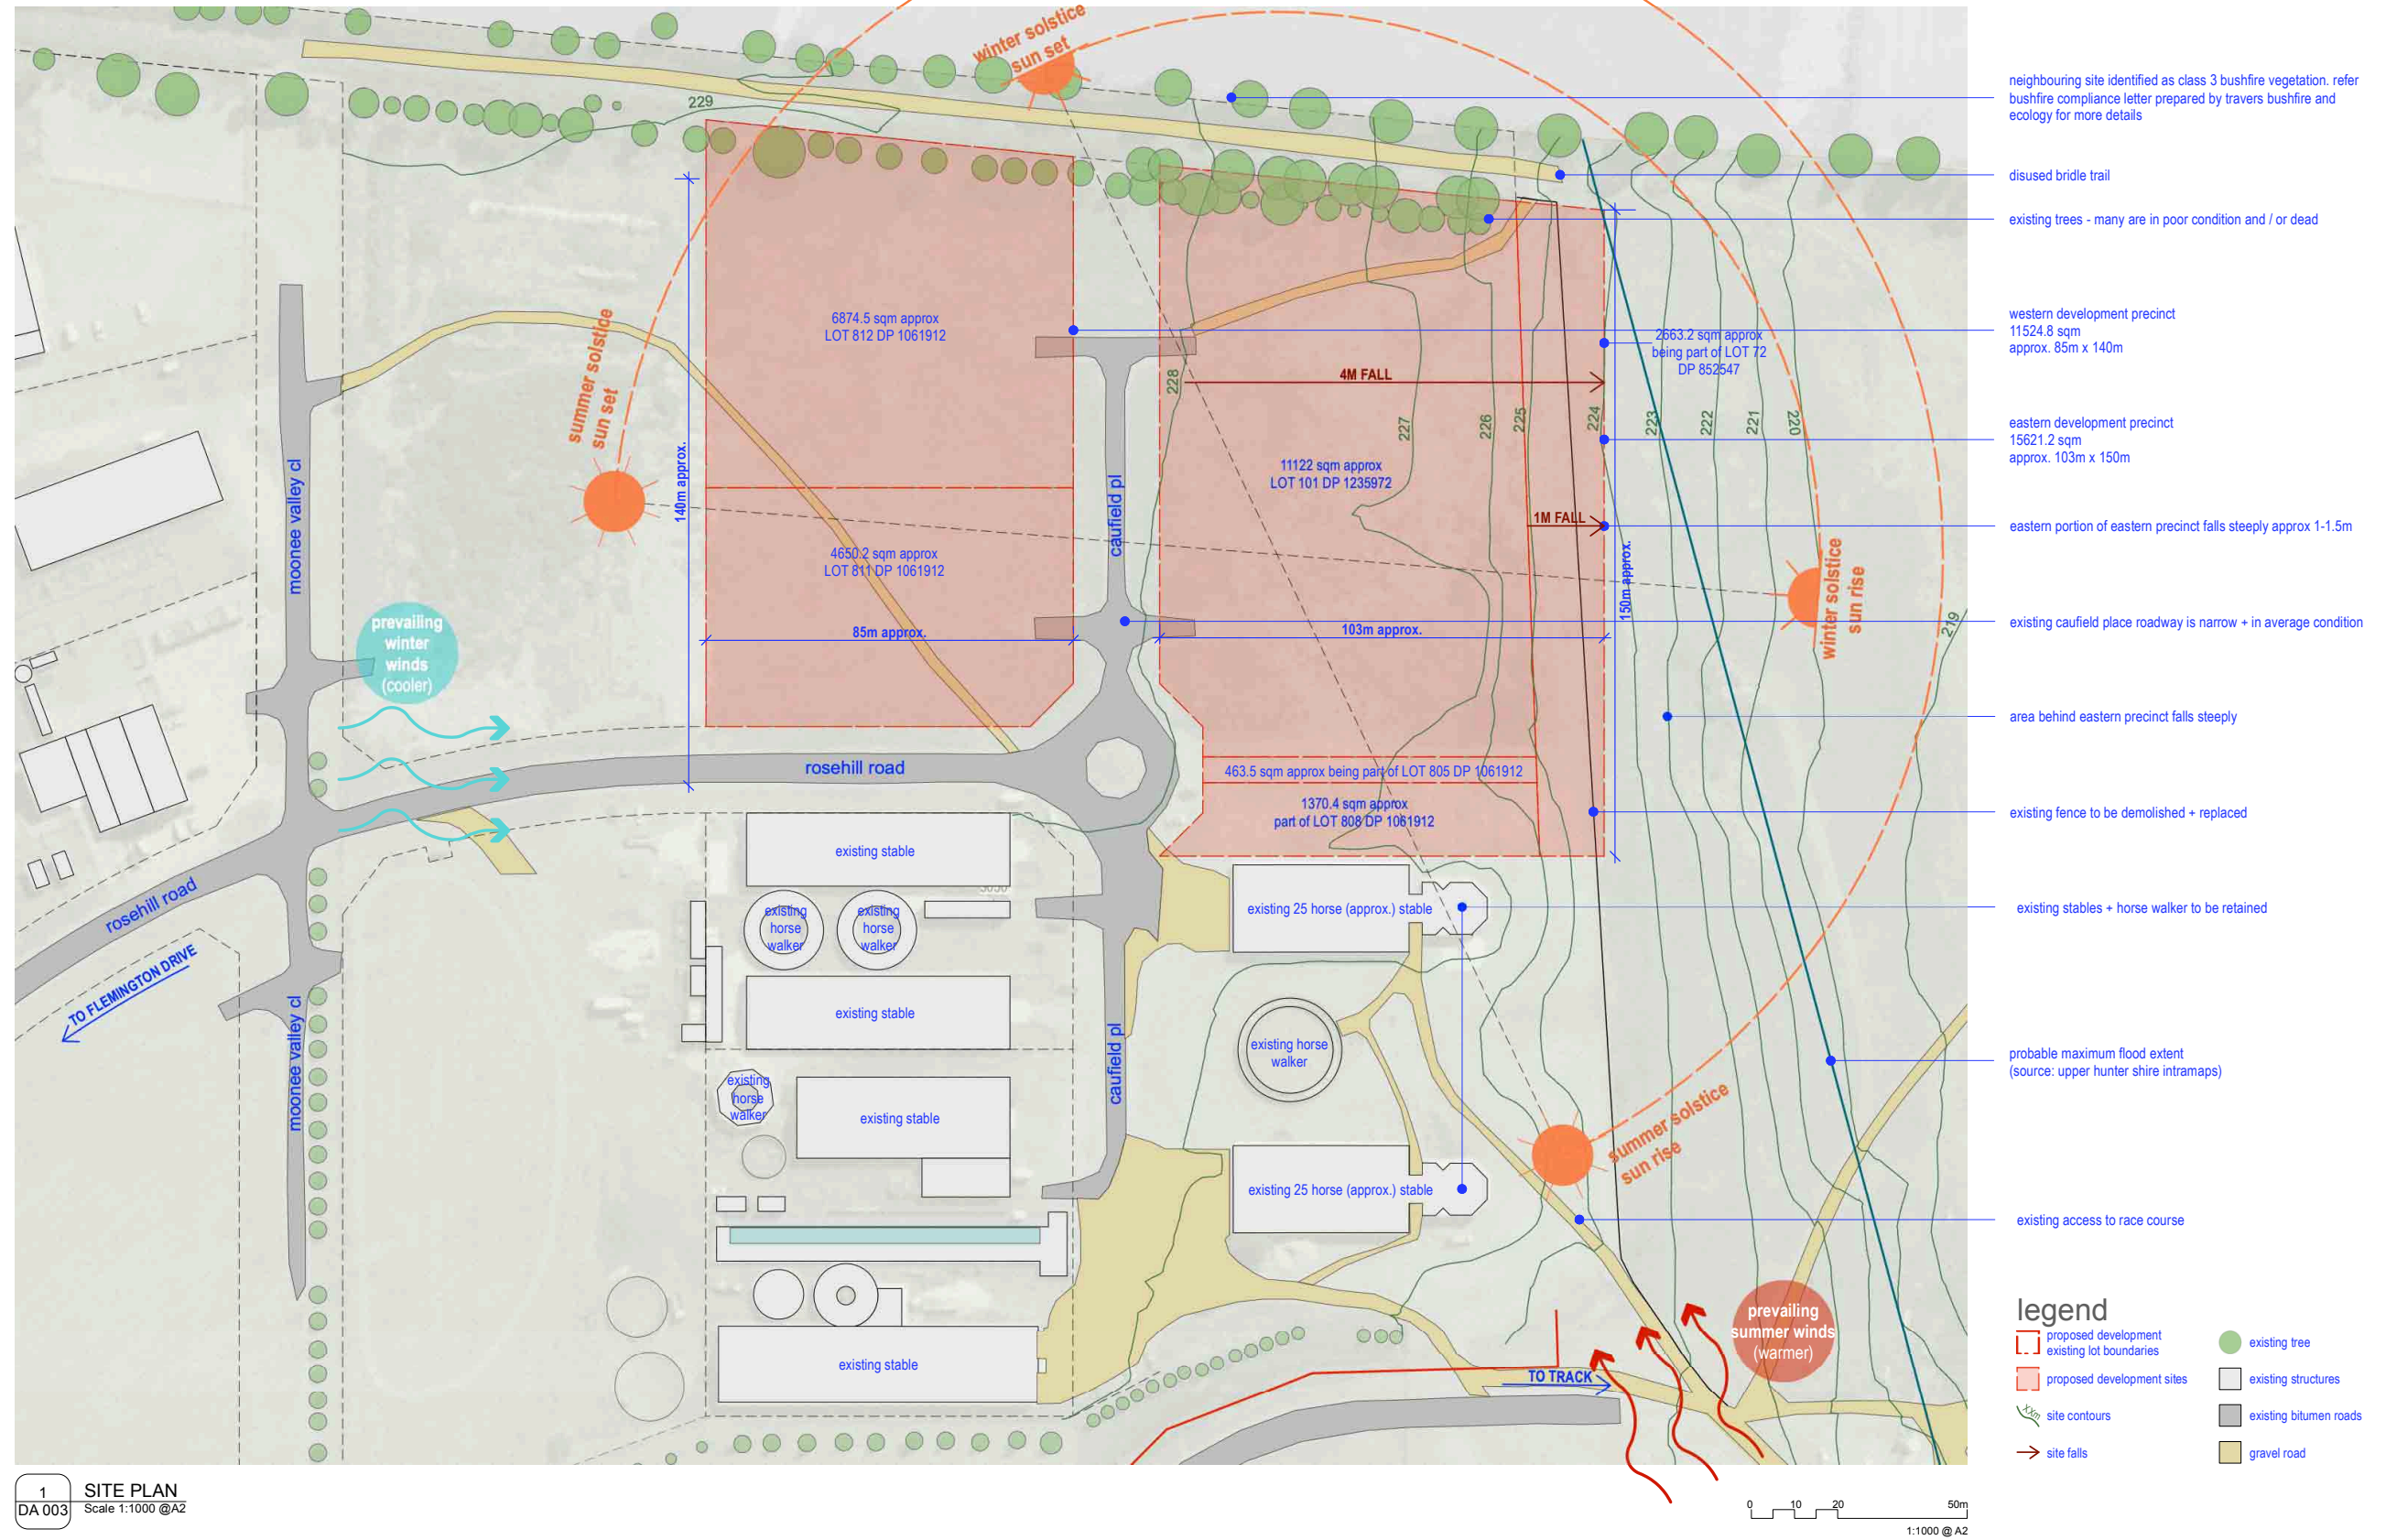 winter solstice
sun set
229
neighbouring site identified as class 3 bushfire vegetation. refer
bushfire compliance letter prepared by travers bushfire and
ecology for more details
disused bridle trail
existing trees - many are in poor condition and / or dead
western development precinct
11524.8 sqm
approx. 85m x 140m
eastern development precinct
15621.2 sqm
approx. 103m x 150m
eastern portion of eastern precinct falls steeply approx 1-1.5m
existing caufield place roadway is narrow + in average condition
area behind eastern precinct falls steeply
existing fence to be demolished + replaced
existing stables + horse walker to be retained
probable maximum flood extent
(source: upper hunter shire intramaps)
existing access to race course
6874.5 sqm approx
LOT 812 DP 1061912
2663.2 sqm approx
being part of LOT 72
DP 852547
summer solstice
sun set
4M FALL
228
227
226
225
224
223
222
221
220
219
140m approx.
11122 sqm approx
LOT 101 DP 1235972
moonee valley cl
caufield pl
1M FALL
4650.2 sqm approx
LOT 811 DP 1061912
150m approx.
winter solstice
sun rise
prevailing
winter
winds
(cooler)
85m approx.
103m approx.
rosehill road
463.5 sqm approx being part of LOT 805 DP 1061912
1370.4 sqm approx
part of LOT 808 DP 1061912
existing stable
rosehill road
existing
horse
walker
existing
horse
walker
existing 25 horse (approx.) stable
TO FLEMINGTON DRIVE
existing stable
moonee valley cl
caufield pl
existing horse
walker
existing
horse
walker
existing stable
summer solstice
sun rise
existing 25 horse (approx.) stable
prevailing
summer winds
(warmer)
existing stable
TO TRACK
legend
proposed development
existing lot boundaries
existing tree
proposed development sites
existing structures
XXm
site contours
existing bitumen roads
site falls
gravel road
1
DA 003
SITE PLAN
Scale 1:1000 @A2
0 10 20 50m
1:1000 @ A2